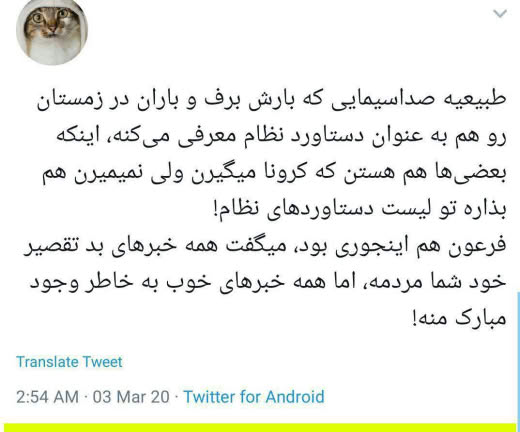 طبیعیه صداسیمایی که بارش برف و باران در زمستان
رو هم به عنوان دستاورد نظام معرفی می‌کنه، اینکه
بعضی‌ها هم هستن که کرونا میگیرن ولی نمیمیرن هم
بذاره تو لیست دستاوردهای نظام!
فرعون هم اینجوری بود، میگفت همه خبرهای بد تقصیر
خود شما مردمه، اما همه خبرهای خوب به خاطر وجود
مبارک منه!
Translate Tweet
2:54 AM · 03 Mar 20 · Twitter for Android